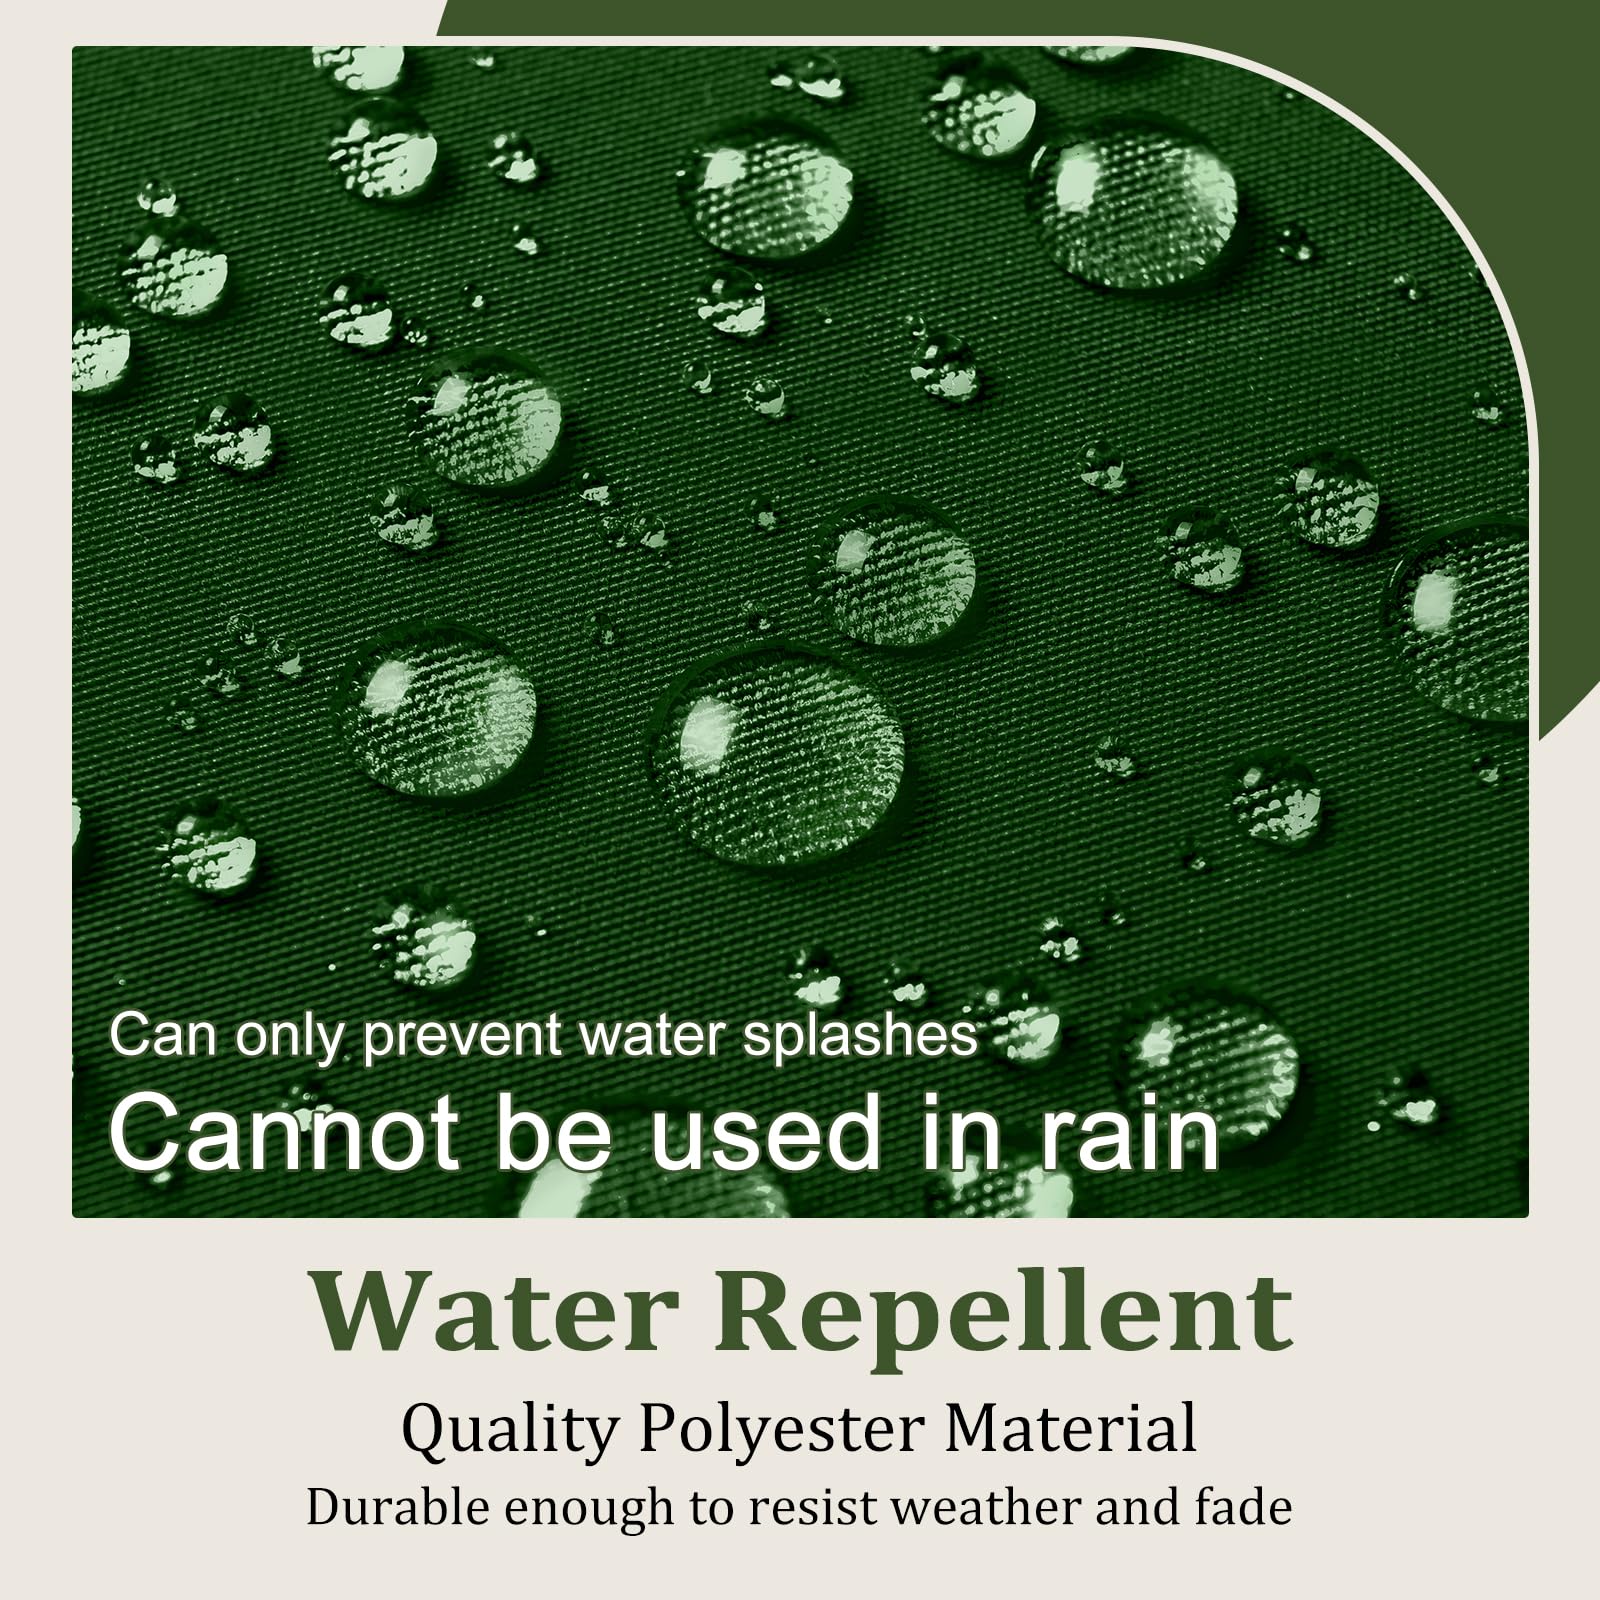 Can only prevent water splashes
Cannot be used in rain
Water Repellent
Quality Polyester Material
Durable enough to resist weather and fade